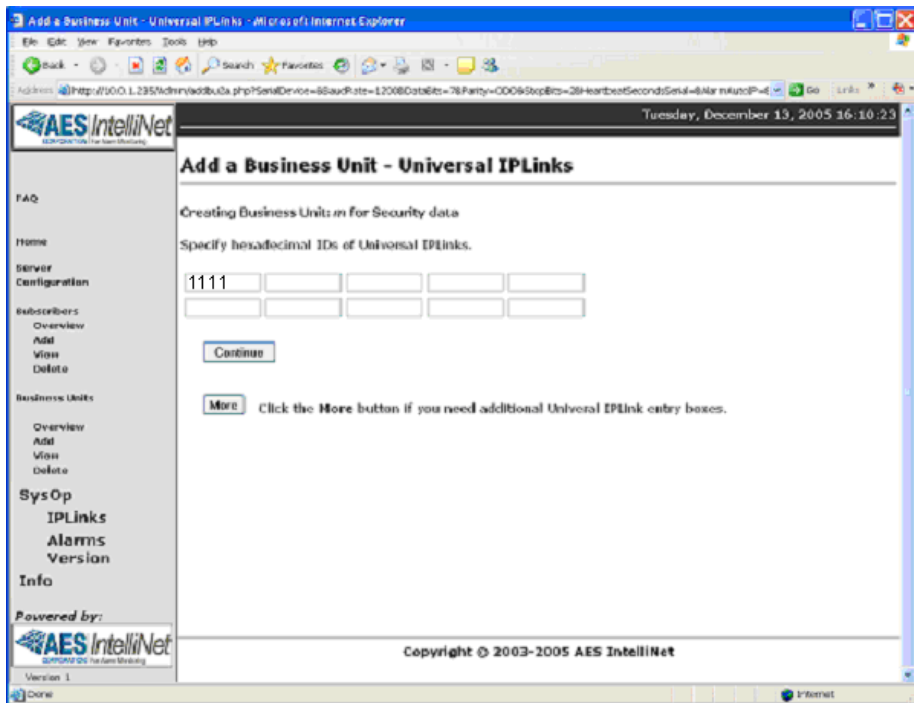 Add a Business Unit - Universal IPLinks - Microsoft Internet Explorer
File Edit View Favorites Tools Help
Back Search Favorites
Address Go Links
AES IntelliNet
Tuesday, December 13, 2005 16:10:23
Add a Business Unit - Universal IPLinks
FAQ
Creating Business Unit: m for Security data
Home
Specify hexadecimal IDs of Universal IPLinks.
Server
Configuration
1111
Subscribers
Overview
Add
View
Delete
Continue
Business Units
More Click the More button if you need additional Univeral IPLink entry boxes.
Overview
Add
View
Delete
SysOp
IPLinks
Alarms
Version
Info
Powered by:
AES IntelliNet
Copyright © 2003-2005 AES IntelliNet
Version 1
Done Internet